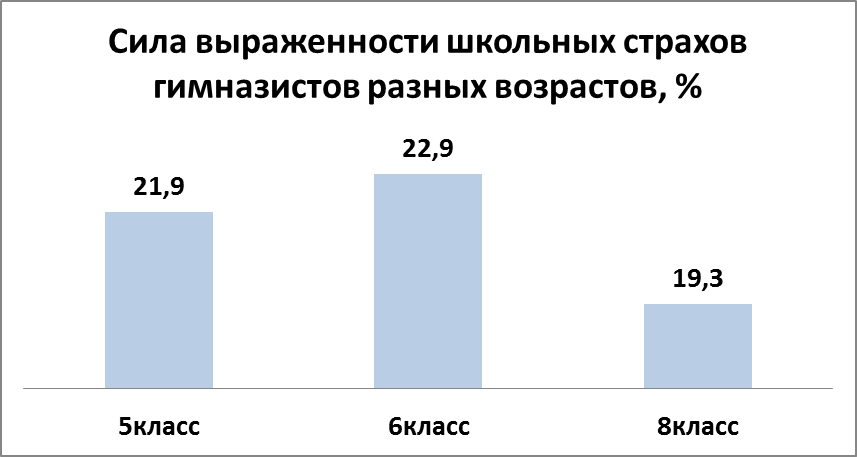 Сила выраженности школьных страхов
гимназистов разных возрастов, %
22,9
21,9
19,3
5класс 6класс 8класс